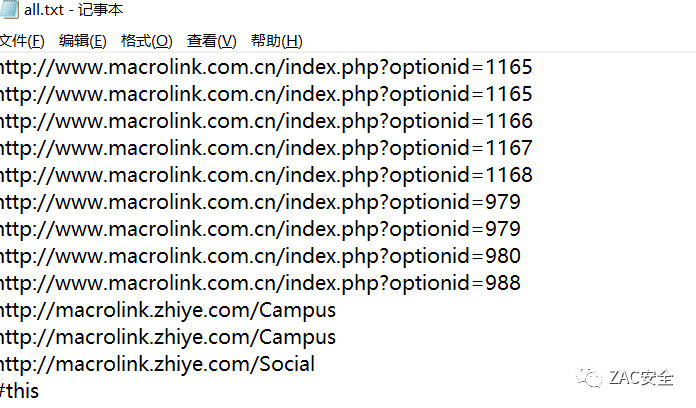 all.txt - 记事本
文件(F) 编辑(E) 格式(O) 查看(V) 帮助(H)
http://www.macrolink.com.cn/index.php?optionid=1165
http://www.macrolink.com.cn/index.php?optionid=1165
http://www.macrolink.com.cn/index.php?optionid=1166
http://www.macrolink.com.cn/index.php?optionid=1167
http://www.macrolink.com.cn/index.php?optionid=1168
http://www.macrolink.com.cn/index.php?optionid=979
http://www.macrolink.com.cn/index.php?optionid=979
http://www.macrolink.com.cn/index.php?optionid=980
http://www.macrolink.com.cn/index.php?optionid=988
http://macrolink.zhiye.com/Campus
http://macrolink.zhiye.com/Campus
http://macrolink.zhiye.com/Social
#this
ZAC安全